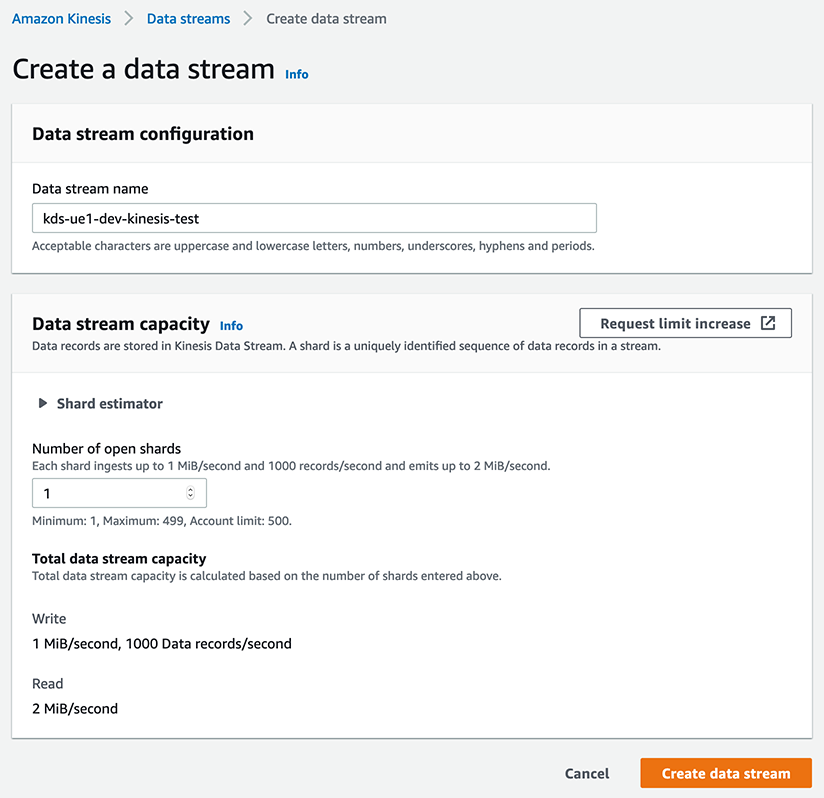 Amazon Kinesis > Data streams > Create data stream
Create a data stream Info
Data stream configuration
Data stream name
kds-ue1-dev-kinesis-test
Acceptable characters are uppercase and lowercase letters, numbers, underscores, hyphens and periods.
Data stream capacity Info
Request limit increase
Data records are stored in Kinesis Data Stream. A shard is a uniquely identified sequence of data records in a stream.
Shard estimator
Number of open shards
Each shard ingests up to 1 MiB/second and 1000 records/second and emits up to 2 MiB/second.
1
Minimum: 1, Maximum: 499, Account limit: 500.
Total data stream capacity
Total data stream capacity is calculated based on the number of shards entered above.
Write
1 MiB/second, 1000 Data records/second
Read
2 MiB/second
Cancel Create data stream